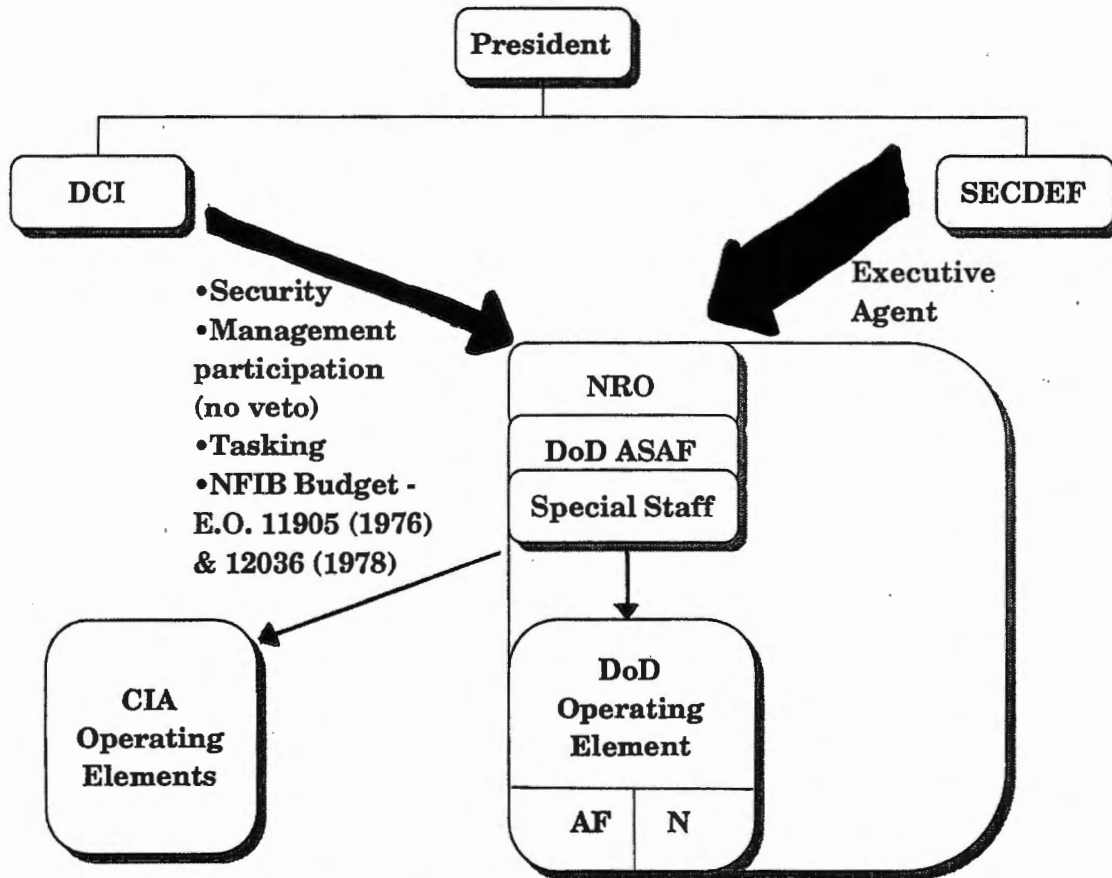 President
DCI
SECDEF
•Security
•Management
participation
(no veto)
•Tasking
•NFIB Budget -
E.O. 11905 (1976)
& 12036 (1978)
Executive
Agent
NRO
DoD ASAF
Special Staff
CIA
Operating
Elements
DoD
Operating
Element
AF
N